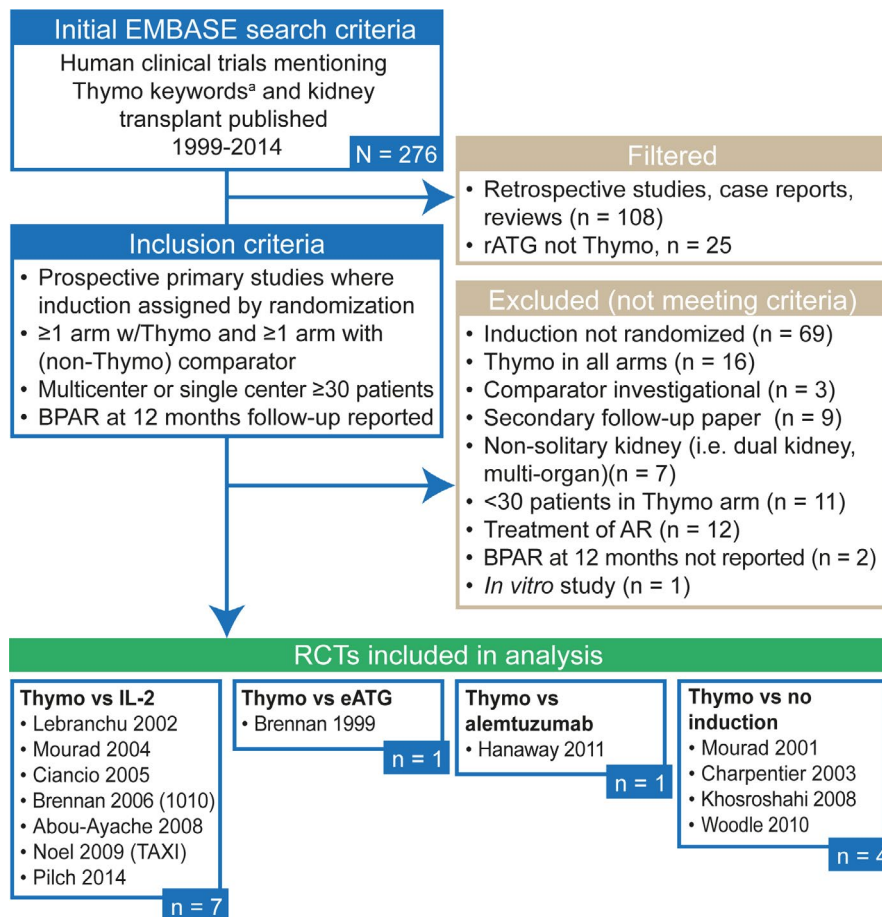 Initial EMBASE search criteria
Human clinical trials mentioning
Thymo keywordsᵃ and kidney
transplant published
1999-2014
N = 276
Filtered
• Retrospective studies, case reports,
reviews (n = 108)
• rATG not Thymo, n = 25
Inclusion criteria
• Prospective primary studies where
induction assigned by randomization
• ≥1 arm w/Thymo and ≥1 arm with
(non-Thymo) comparator
• Multicenter or single center ≥30 patients
• BPAR at 12 months follow-up reported
Excluded (not meeting criteria)
• Induction not randomized (n = 69)
• Thymo in all arms (n = 16)
• Comparator investigational (n = 3)
• Secondary follow-up paper (n = 9)
• Non-solitary kidney (i.e. dual kidney,
multi-organ)(n = 7)
• <30 patients in Thymo arm (n = 11)
• Treatment of AR (n = 12)
• BPAR at 12 months not reported (n = 2)
• In vitro study (n = 1)
RCTs included in analysis
Thymo vs IL-2
• Lebranchu 2002
• Mourad 2004
• Ciancio 2005
• Brennan 2006 (1010)
• Abou-Ayache 2008
• Noel 2009 (TAXI)
• Pilch 2014
n = 7
Thymo vs eATG
• Brennan 1999
n = 1
Thymo vs
alemtuzumab
• Hanaway 2011
n = 1
Thymo vs no
induction
• Mourad 2001
• Charpentier 2003
• Khosroshahi 2008
• Woodle 2010
n = 4